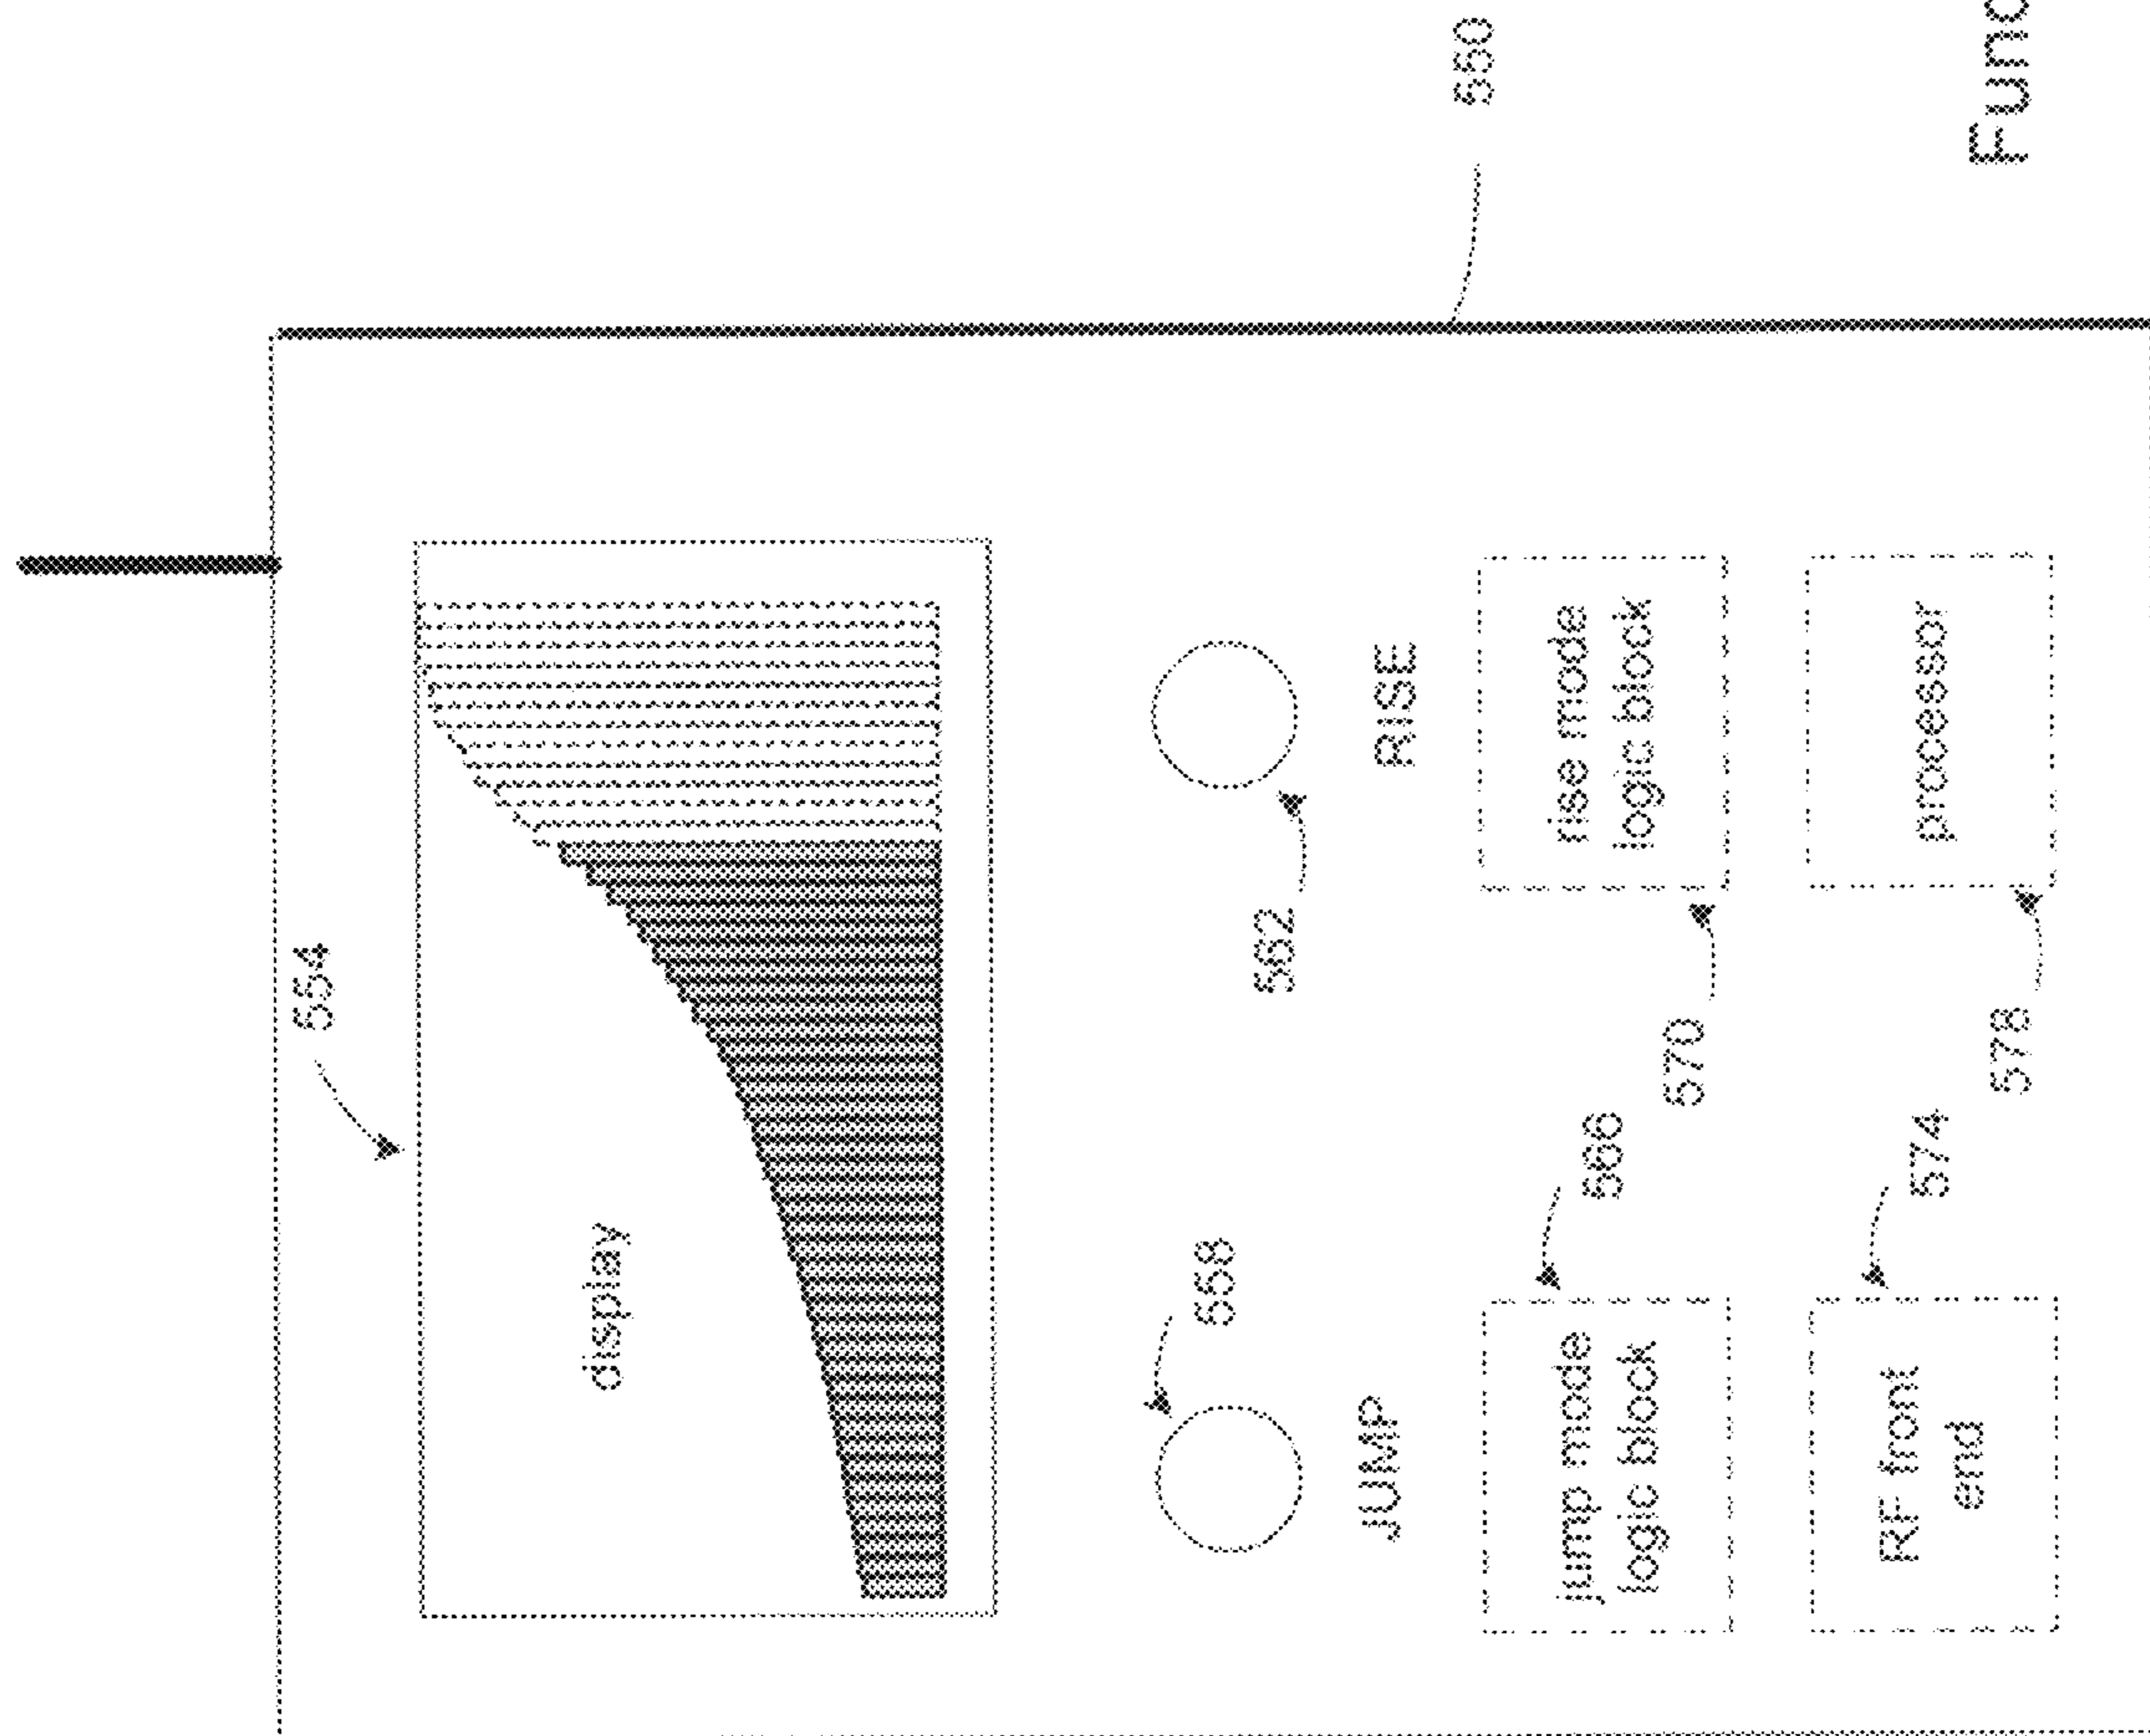 554
display
558
562
JUMP
RISE
566
570
jump mode
logic block
rise mode
logic block
574
578
RF front
end
processor
550
Func